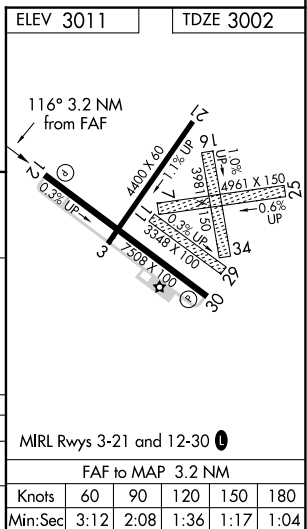 ELEV 3011
TDZE 3002
116° 3.2 NM
from FAF
12
P
0.3% UP
21
4400 X 60
1.1% UP
16
1.0%
UP
3981 X 150
4961 X 150
25
0.6%
UP
7
11
0.3% UP
3348 X 100
34
29
3
7508 X 100
P
30
MIRL Rwys 3-21 and 12-30 L
FAF to MAP 3.2 NM
Knots 60 90 120 150 180
Min:Sec 3:12 2:08 1:36 1:17 1:04